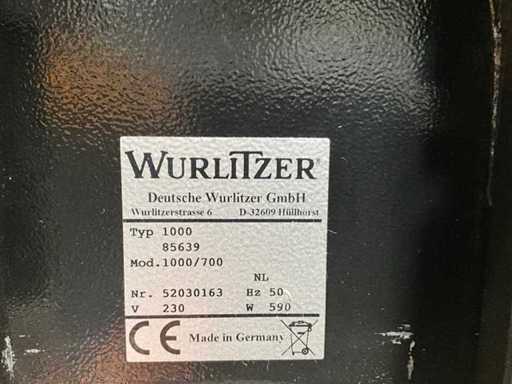 WURLITZER®
Deutsche Wurlitzer GmbH
Wurlitzerstrasse 6 D-32609 Hüllhorst
Typ 1000
85639
Mod.1000/700
NL
Nr. 52030163 Hz 50
V 230 W 590
CE Made in Germany